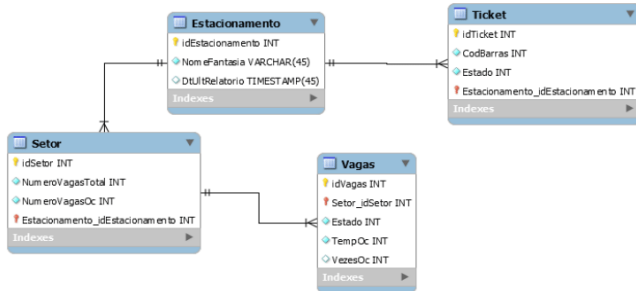 Estacionamento
idEstacionamento INT
NomeFantasia VARCHAR(45)
DtUltRelatorio TIMESTAMP(45)
Indexes
Ticket
idTicket INT
CodBarras INT
Estado INT
Estacionamento_idEstacionamento INT
Indexes
Setor
idSetor INT
NumeroVagasTotal INT
NumeroVagasOc INT
Estacionamento_idEstacionamento INT
Indexes
Vagas
idVagas INT
Setor_idSetor INT
Estado INT
TempOc INT
VezesOc INT
Indexes